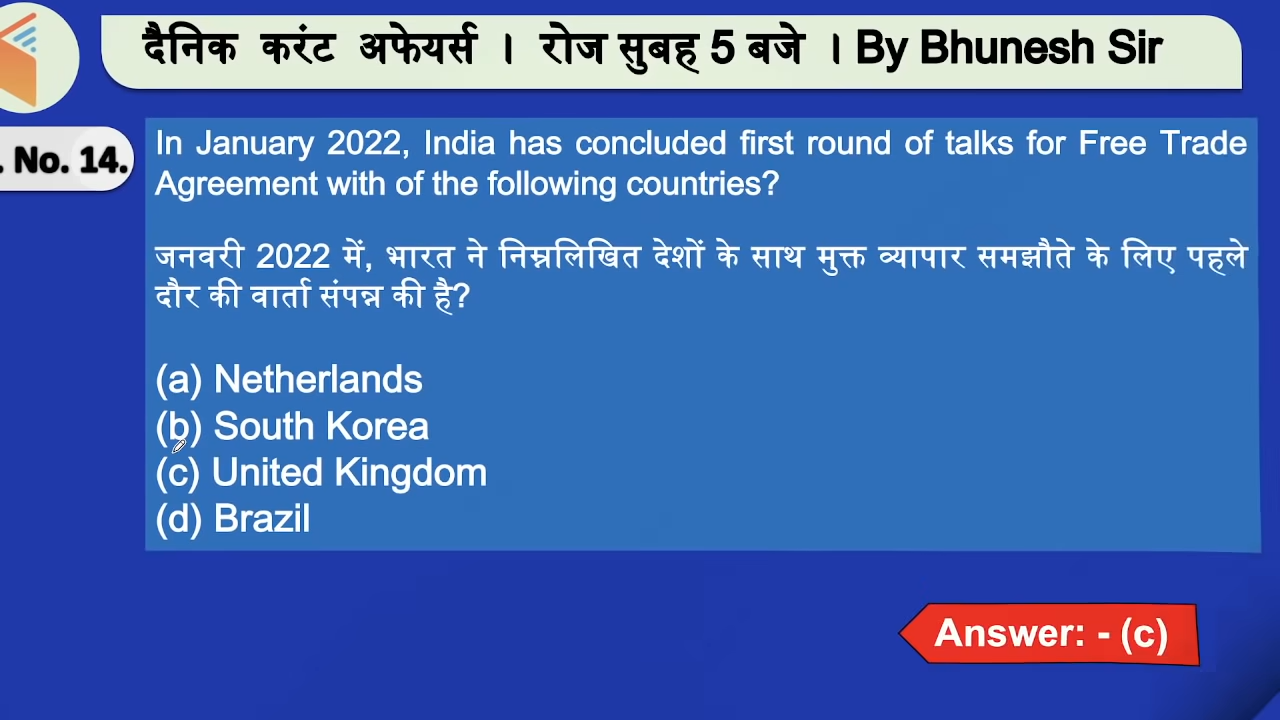 दैनिक करंट अफेयर्स । रोज सुबह 5 बजे । By Bhunesh Sir
. No. 14.
In January 2022, India has concluded first round of talks for Free Trade
Agreement with of the following countries?
जनवरी 2022 में, भारत ने निम्नलिखित देशों के साथ मुक्त व्यापार समझौते के लिए पहले
दौर की वार्ता संपन्न की है?
(a) Netherlands
(b) South Korea
(c) United Kingdom
(d) Brazil
Answer: - (c)